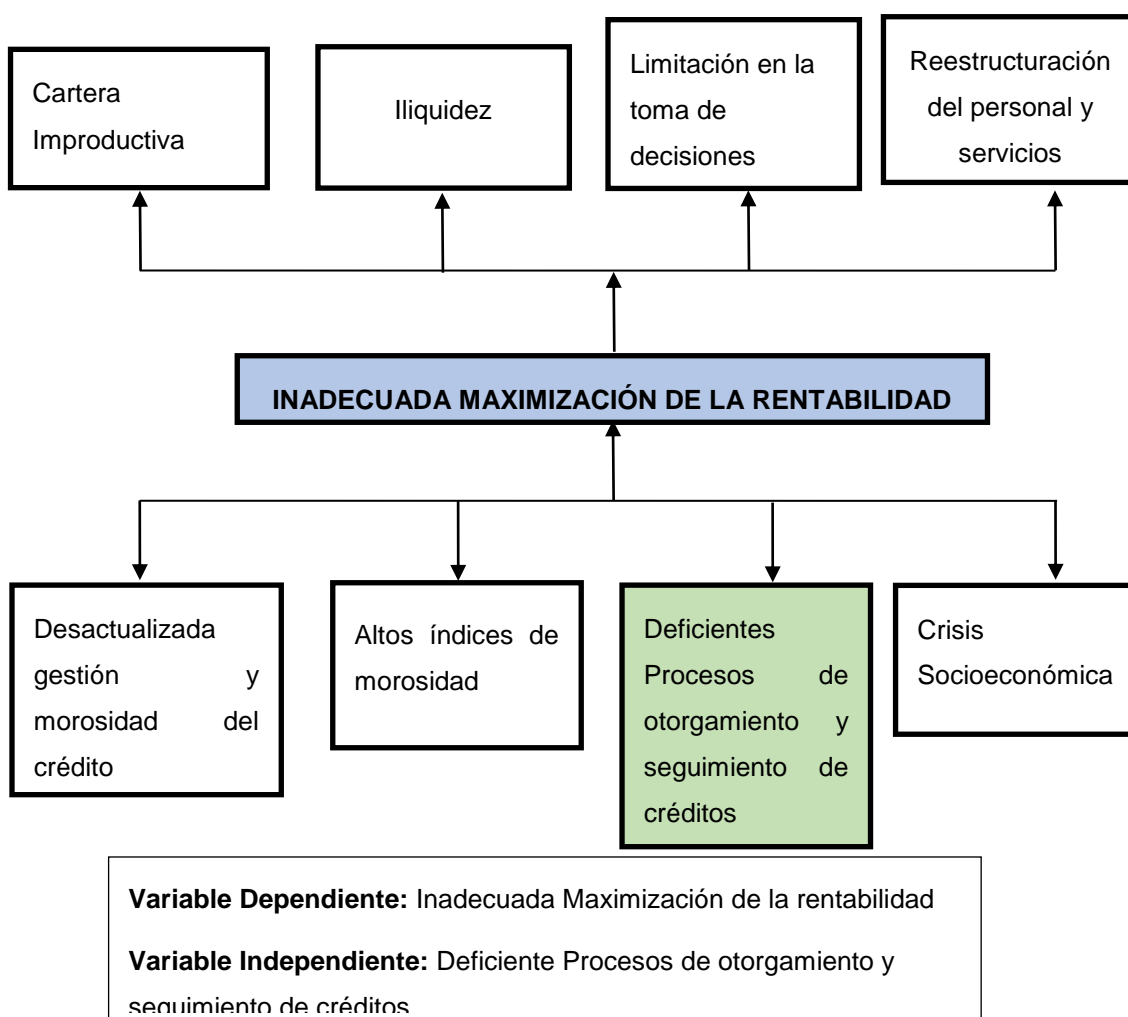 Cartera
Improductiva
Iliquidez
Limitación en la
toma de
decisiones
Reestructuración
del personal y
servicios
INADECUADA MAXIMIZACIÓN DE LA RENTABILIDAD
Desactualizada
gestión y
morosidad del
crédito
Altos índices de
morosidad
Deficientes
Procesos de
otorgamiento y
seguimiento de
créditos
Crisis
Socioeconómica
Variable Dependiente: Inadecuada Maximización de la rentabilidad
Variable Independiente: Deficiente Procesos de otorgamiento y
seguimiento de créditos